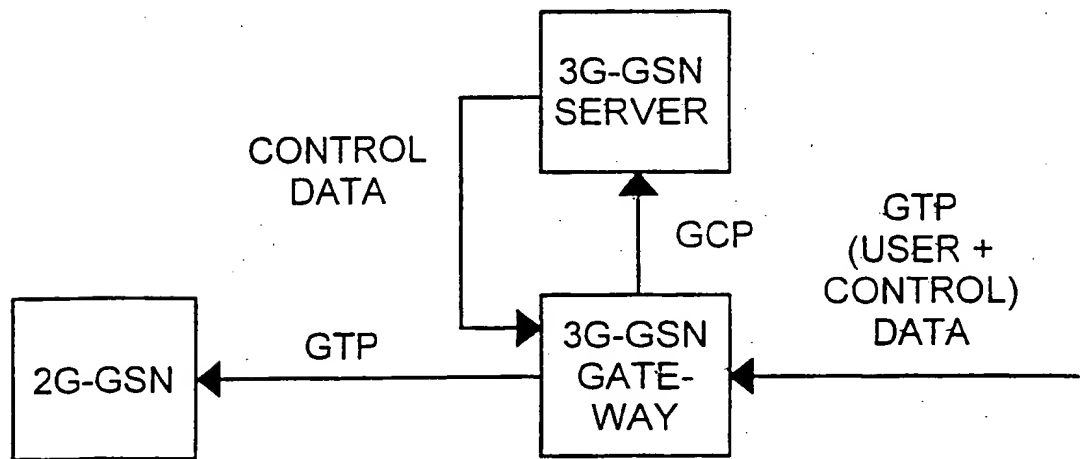 3G-GSN
SERVER
CONTROL
DATA
GCP
GTP
(USER +
CONTROL)
DATA
2G-GSN
GTP
3G-GSN
GATE-
WAY